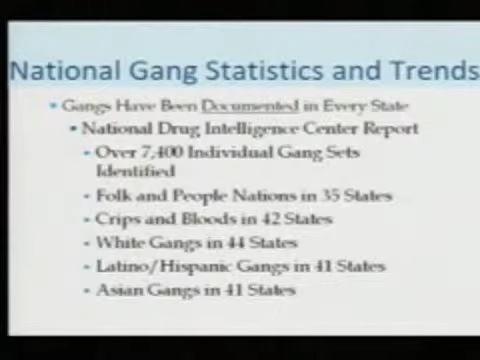 National Gang Statistics and Trends
Gangs Have Been Documented in Every State
National Drug Intelligence Center Report
Over 7,400 Individual Gang Sets
Identified
Folk and People Nations in 35 States
Crips and Bloods in 42 States
White Gangs in 44 States
Latino/Hispanic Gangs in 41 States
Asian Gangs in 41 States